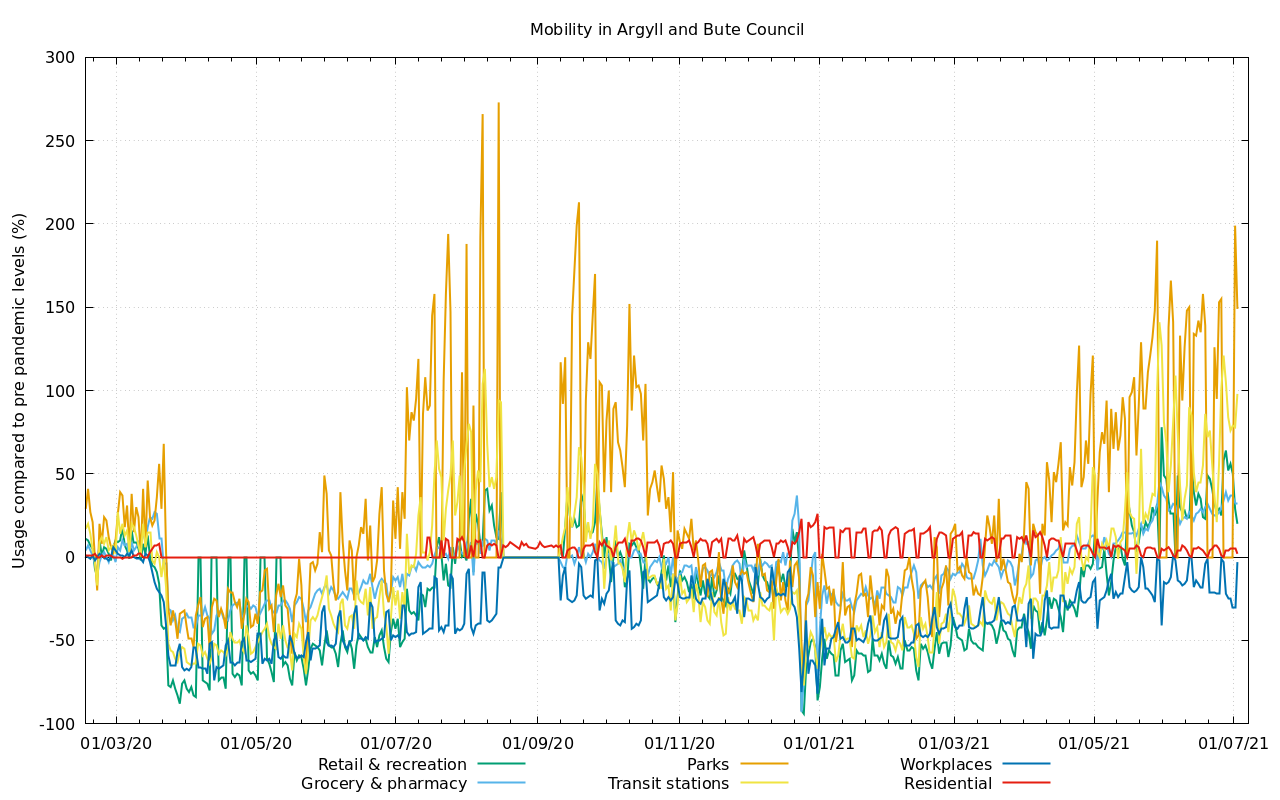 Mobility in Argyll and Bute Council
Usage compared to pre pandemic levels (%)
300
250
200
150
100
50
0
-50
-100
01/03/20 01/05/20 01/07/20 01/09/20 01/11/20 01/01/21 01/03/21 01/05/21 01/07/21
Retail & recreation Parks Workplaces
Grocery & pharmacy Transit stations Residential